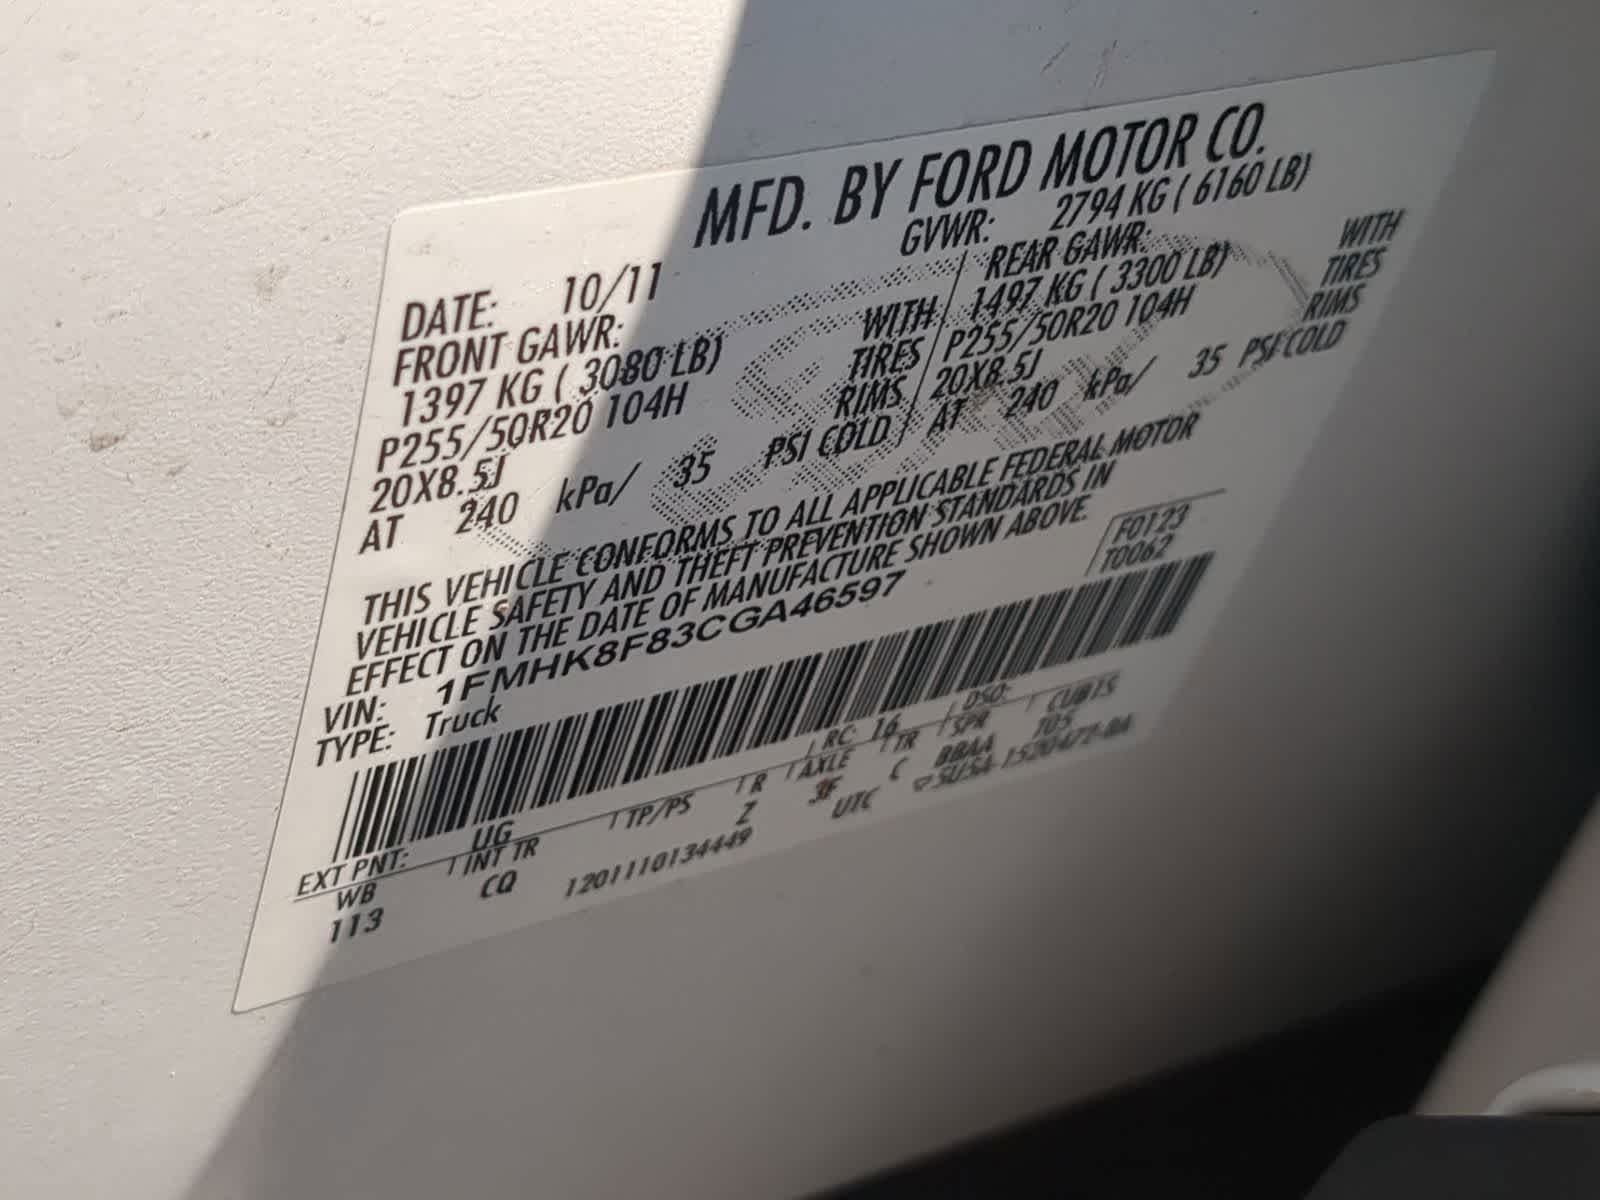 MFD. BY FORD MOTOR CO.
DATE: 10/11 GVWR: 2794 KG ( 6160 LB)
FRONT GAWR: REAR GAWR:
1397 KG ( 3080 LB) WITH 1497 KG ( 3300 LB) WITH
P255/50R20 104H TIRES P255/50R20 104H TIRES
20X8.5J RIMS 20X8.5J RIMS
AT 240 kPa/ 35 PSI COLD AT 240 kPa/ 35 PSI COLD
THIS VEHICLE CONFORMS TO ALL APPLICABLE FEDERAL MOTOR
VEHICLE SAFETY AND THEFT PREVENTION STANDARDS IN
EFFECT ON THE DATE OF MANUFACTURE SHOWN ABOVE.
F0123
T0062
VIN: 1FMHK8F83CGA46597
TYPE: Truck
EXT PNT: UG RC: 16 DSO:
WB INT TR TP/PS R AXLE TR SPR CUBTS
113 CQ Z 3F C BBAA 705
1201110134449 UTC